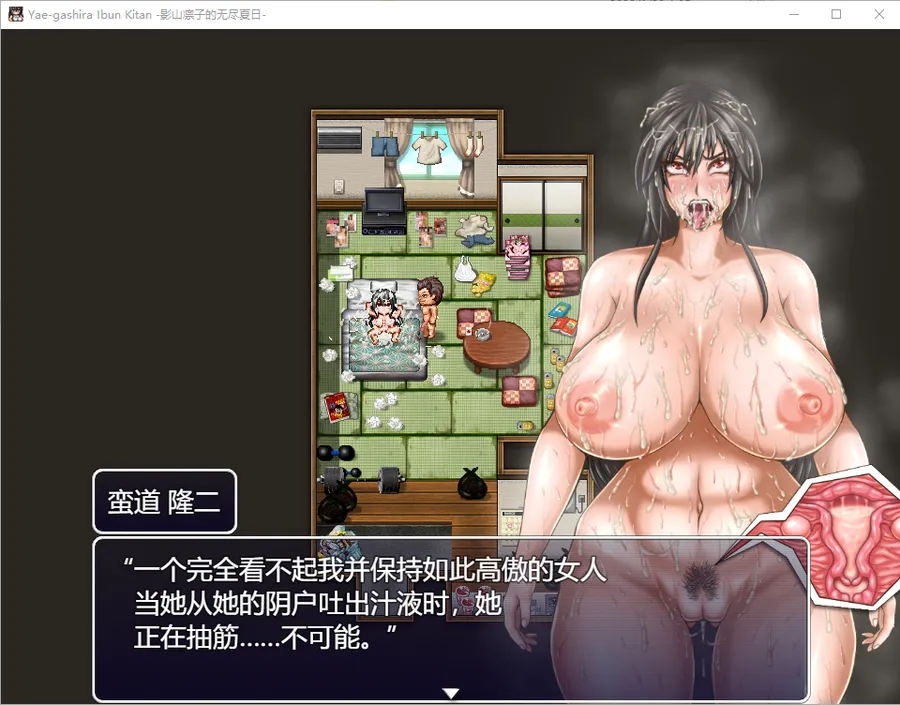 Yae-gashira Ibun Kitan -影山凛子的无尽夏日-
蛮道 隆二
“一个完全看不起我并保持如此高傲的女人
当她从她的阴户吐出汁液时，她
正在抽筋……不可能。”